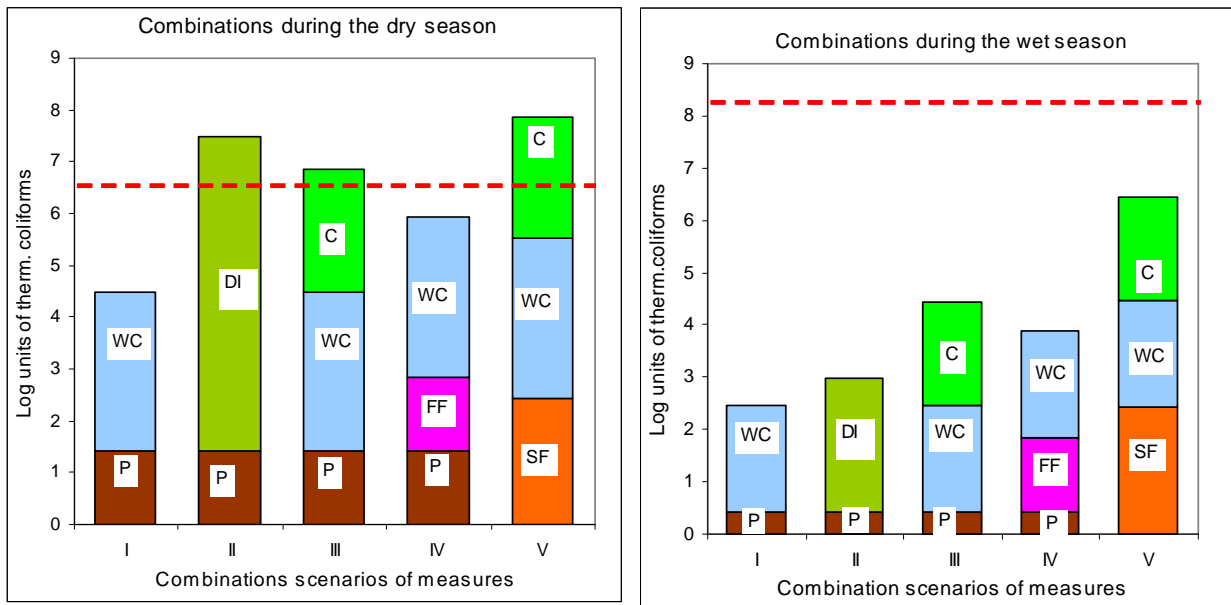 Combinations during the dry season
Log units of therm. coliforms
9
8
7
6
5
4
3
2
1
0
WC
P
DI
P
C
WC
P
WC
FF
P
C
WC
SF
I
II
III
IV
V
Combinations scenarios of measures
Combinations during the wet season
Log units of therm.coliforms
9
8
7
6
5
4
3
2
1
0
WC
P
DI
P
C
WC
P
WC
FF
P
C
WC
SF
I
II
III
IV
V
Combination scenarios of measures